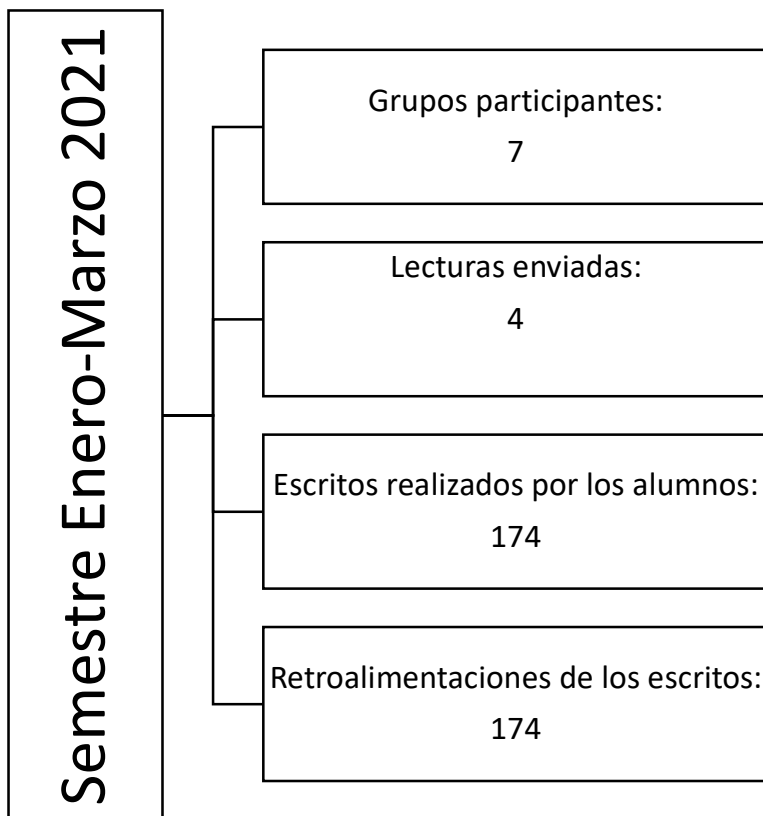 Semestre Enero-Marzo 2021
Grupos participantes:
7
Lecturas enviadas:
4
Escritos realizados por los alumnos:
174
Retroalimentaciones de los escritos:
174